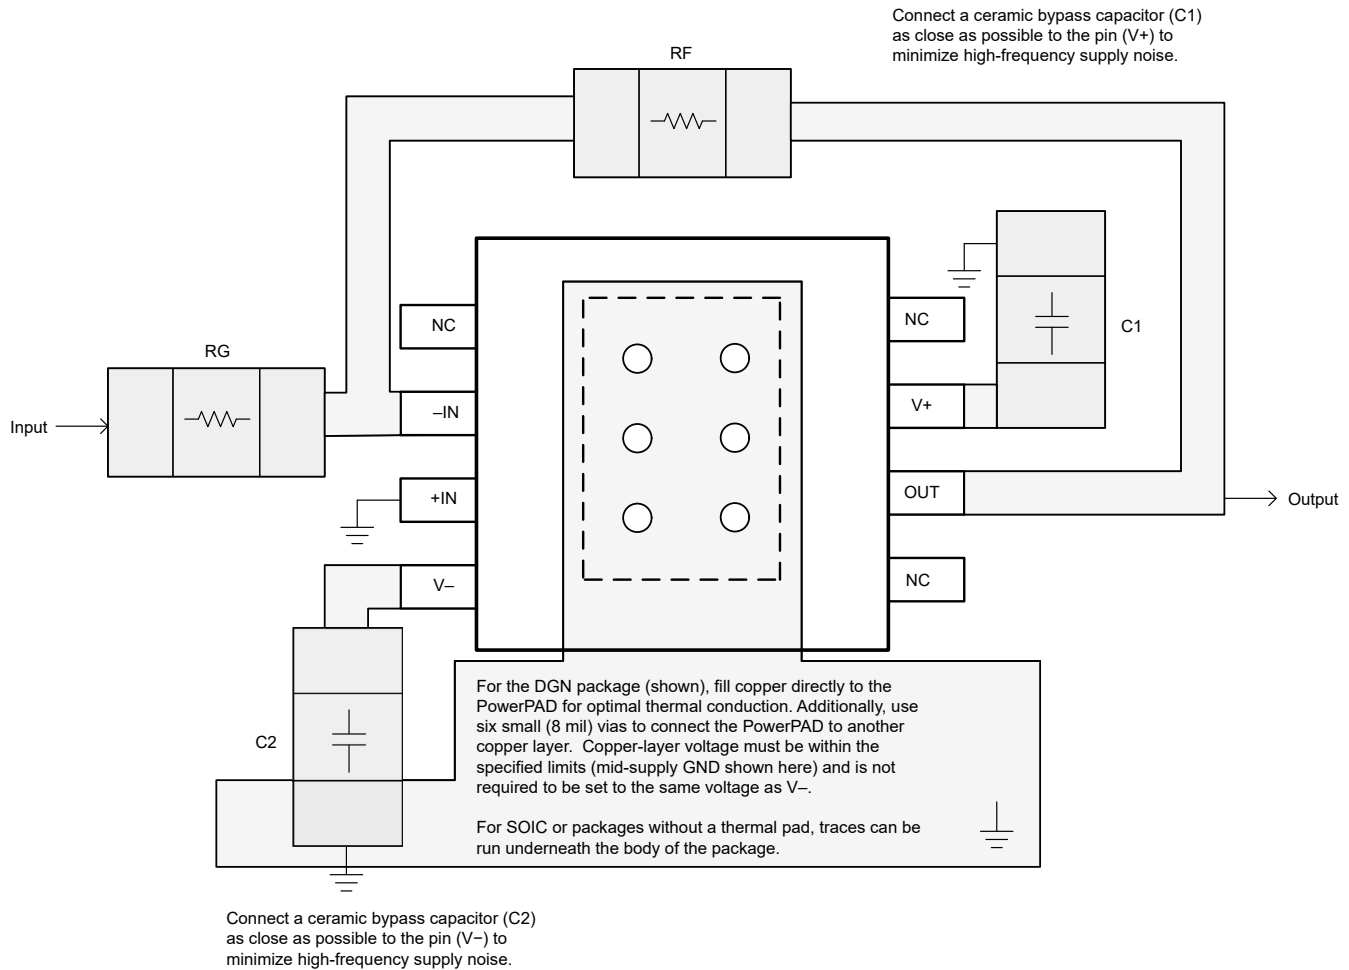 Connect a ceramic bypass capacitor (C1)
as close as possible to the pin (V+) to
minimize high-frequency supply noise.
RF
NC
NC
C1
RG
–IN
V+
Input
+IN
OUT
Output
V–
NC
For the DGN package (shown), fill copper directly to the
PowerPAD for optimal thermal conduction. Additionally, use
six small (8 mil) vias to connect the PowerPAD to another
copper layer.  Copper-layer voltage must be within the
specified limits (mid-supply GND shown here) and is not
required to be set to the same voltage as V–.
C2
For SOIC or packages without a thermal pad, traces can be
run underneath the body of the package.
Connect a ceramic bypass capacitor (C2)
as close as possible to the pin (V−) to
minimize high-frequency supply noise.